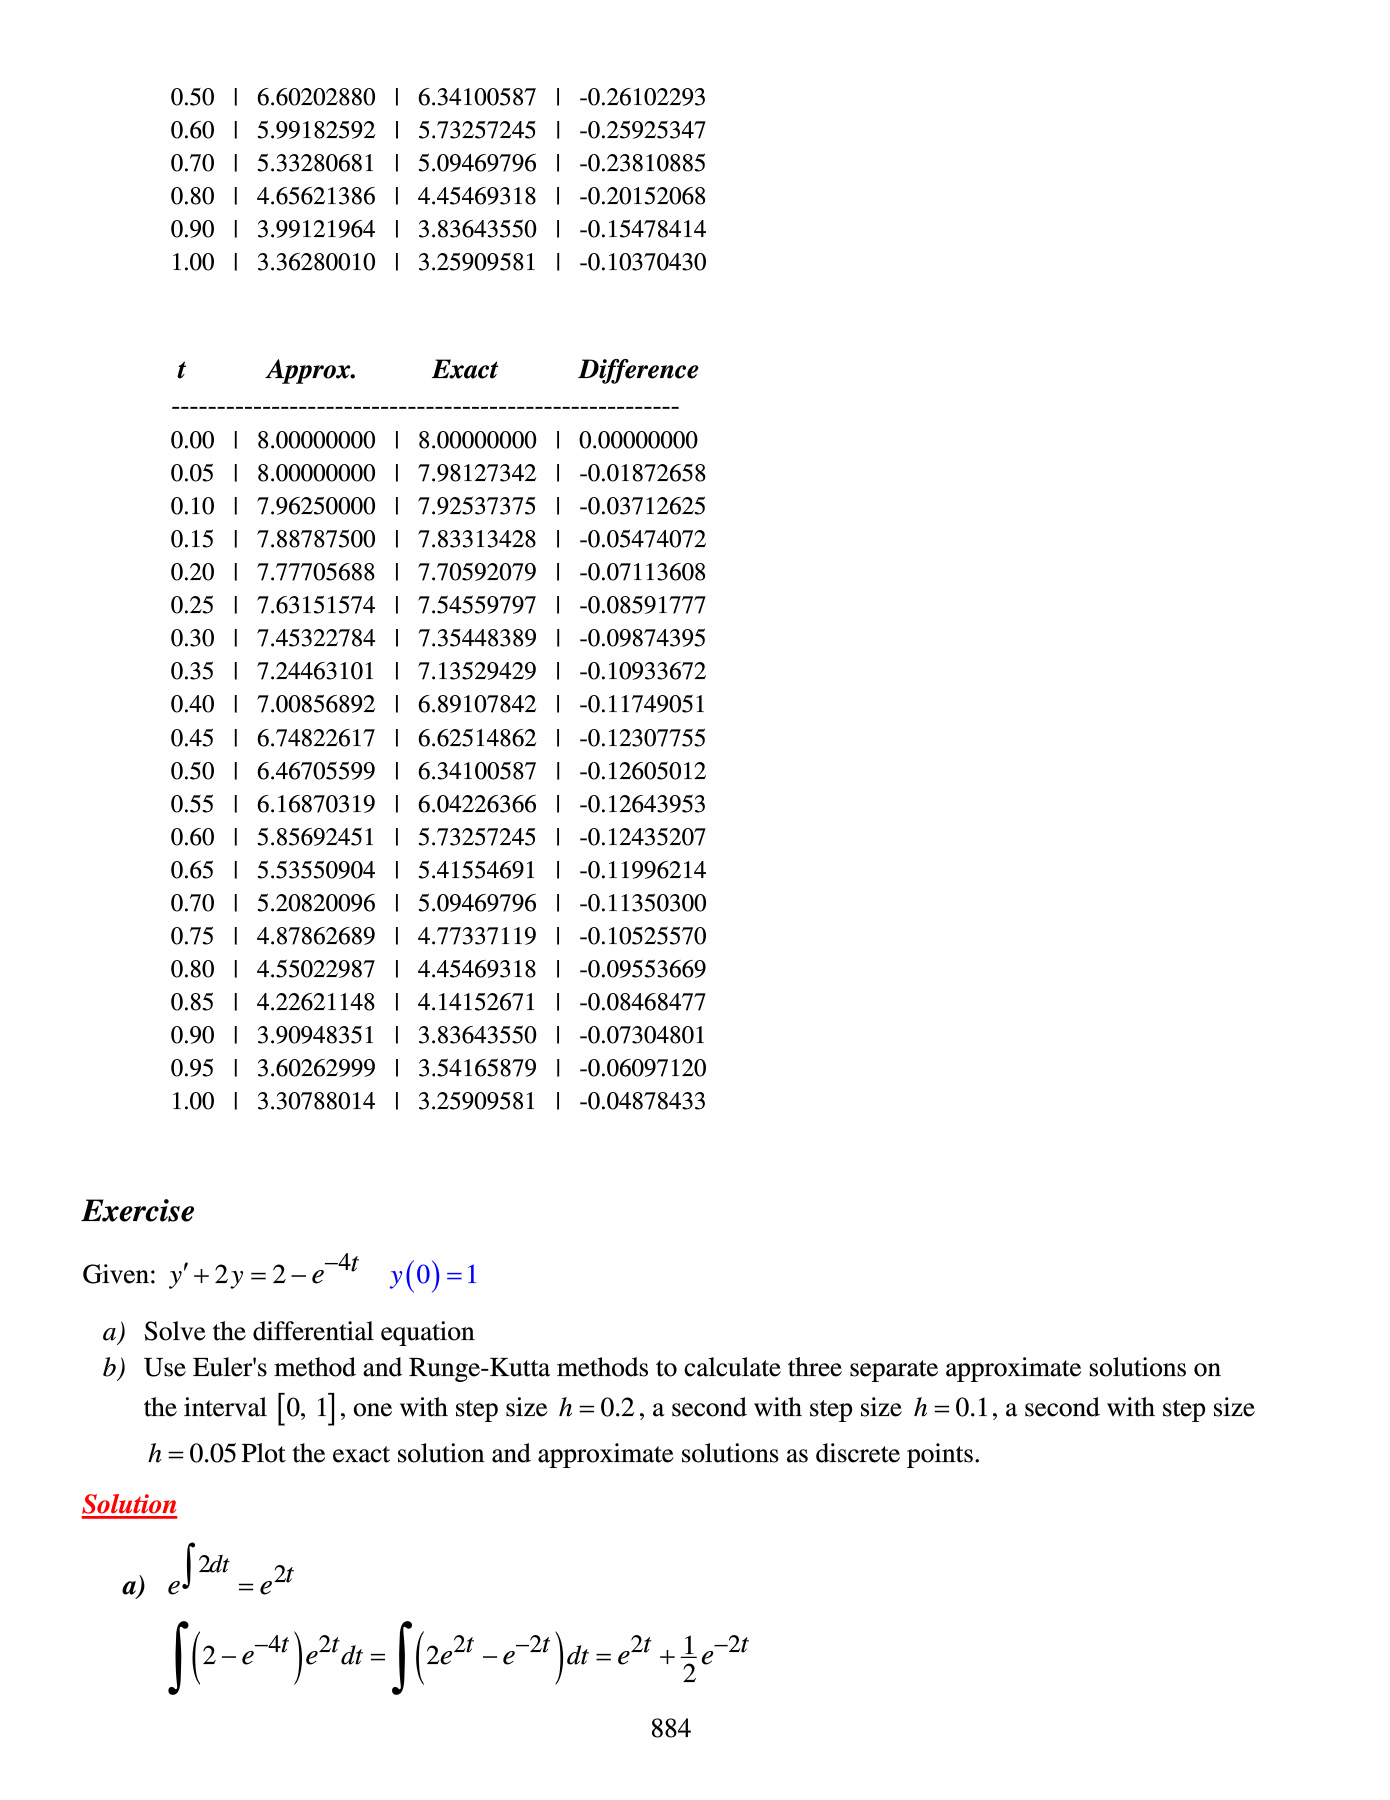 0.50 | 6.60202880 | 6.34100587 | -0.26102293
0.60 | 5.99182592 | 5.73257245 | -0.25925347
0.70 | 5.33280681 | 5.09469796 | -0.23810885
0.80 | 4.65621386 | 4.45469318 | -0.20152068
0.90 | 3.99121964 | 3.83643550 | -0.15478414
1.00 | 3.36280010 | 3.25909581 | -0.10370430
t Approx. Exact Difference
--------------------------------------------------------
0.00 | 8.00000000 | 8.00000000 | 0.00000000
0.05 | 8.00000000 | 7.98127342 | -0.01872658
0.10 | 7.96250000 | 7.92537375 | -0.03712625
0.15 | 7.88787500 | 7.83313428 | -0.05474072
0.20 | 7.77705688 | 7.70592079 | -0.07113608
0.25 | 7.63151574 | 7.54559797 | -0.08591777
0.30 | 7.45322784 | 7.35448389 | -0.09874395
0.35 | 7.24463101 | 7.13529429 | -0.10933672
0.40 | 7.00856892 | 6.89107842 | -0.11749051
0.45 | 6.74822617 | 6.62514862 | -0.12307755
0.50 | 6.46705599 | 6.34100587 | -0.12605012
0.55 | 6.16870319 | 6.04226366 | -0.12643953
0.60 | 5.85692451 | 5.73257245 | -0.12435207
0.65 | 5.53550904 | 5.41554691 | -0.11996214
0.70 | 5.20820096 | 5.09469796 | -0.11350300
0.75 | 4.87862689 | 4.77337119 | -0.10525570
0.80 | 4.55022987 | 4.45469318 | -0.09553669
0.85 | 4.22621148 | 4.14152671 | -0.08468477
0.90 | 3.90948351 | 3.83643550 | -0.07304801
0.95 | 3.60262999 | 3.54165879 | -0.06097120
1.00 | 3.30788014 | 3.25909581 | -0.04878433
Exercise
Given: y′ + 2y = 2 − e^{−4t} y(0) = 1
a) Solve the differential equation
b) Use Euler's method and Runge-Kutta methods to calculate three separate approximate solutions on
the interval [0, 1], one with step size h = 0.2, a second with step size h = 0.1, a second with step size
h = 0.05 Plot the exact solution and approximate solutions as discrete points.
Solution
a) e^{∫2dt} = e^{2t}
∫(2 − e^{−4t})e^{2t} dt = ∫(2e^{2t} − e^{−2t})dt = e^{2t} + 1/2 e^{−2t}
884